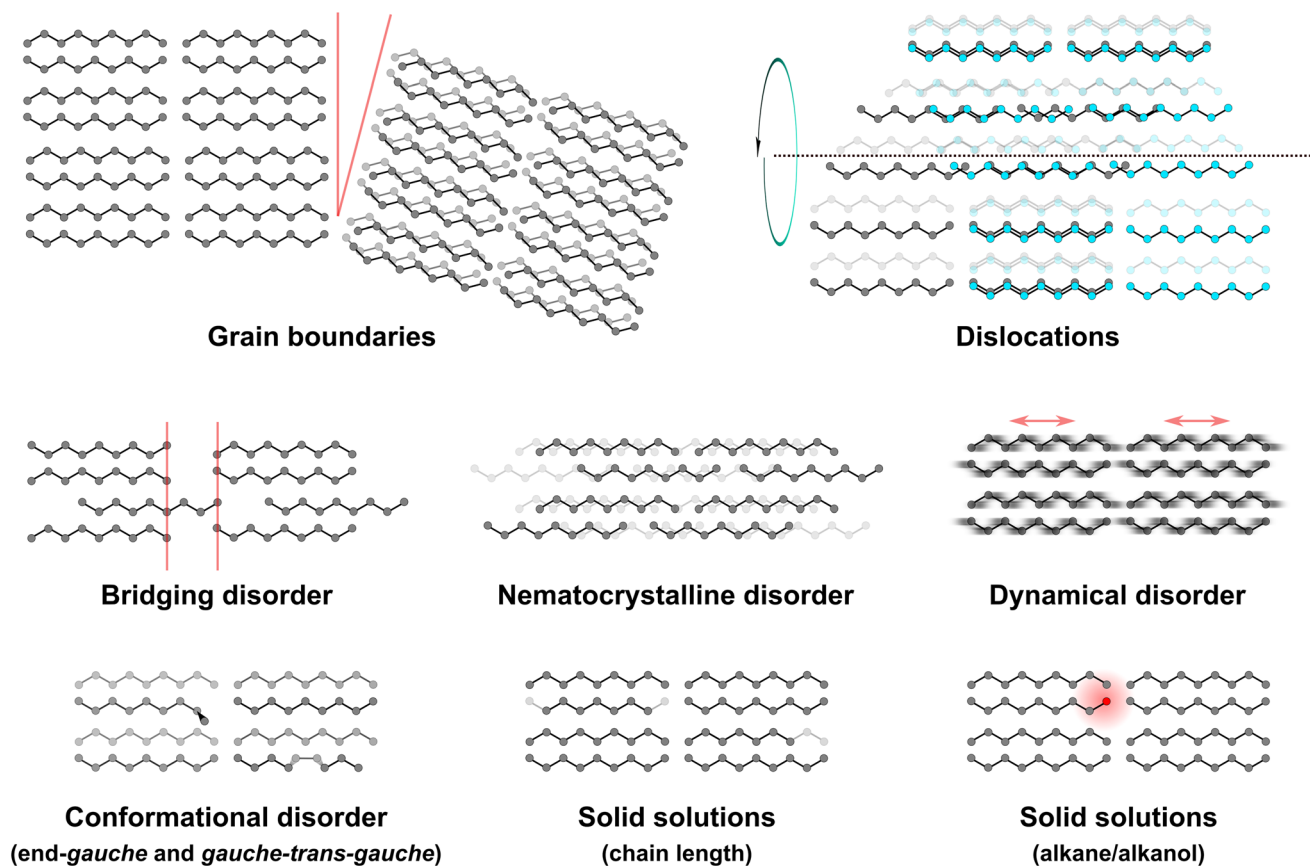 Grain boundaries
Dislocations
Bridging disorder
Nematocrystalline disorder
Dynamical disorder
Conformational disorder
(end-gauche and gauche-trans-gauche)
Solid solutions
(chain length)
Solid solutions
(alkane/alkanol)